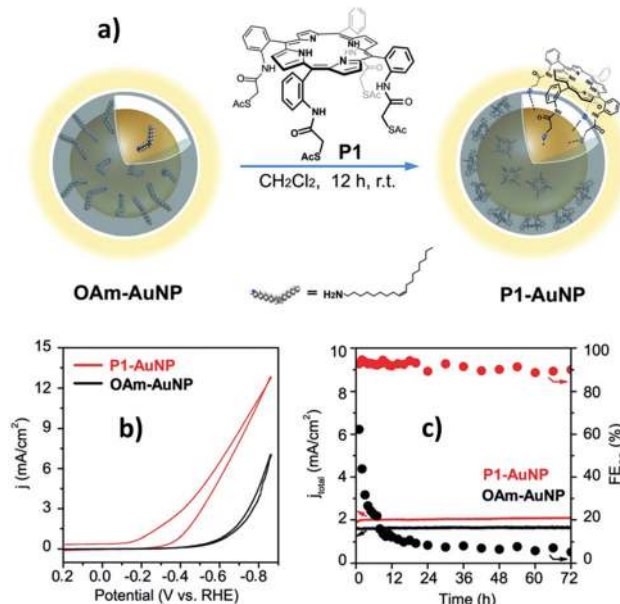 a)
NH
N
N
HN
NH
O
SAc
HN
O
SAc
NH
O
SAc
AcS
P1
CH₂Cl₂, 12 h, r.t.
OAm-AuNP
= H₂N
P1-AuNP
b)
P1-AuNP
OAm-AuNP
j (mA/cm²)
15
12
9
6
3
0
0.2 0.0 -0.2 -0.4 -0.6 -0.8
Potential (V vs. RHE)
c)
P1-AuNP
OAm-AuNP
j_total (mA/cm²)
10
8
6
4
2
0
0 12 24 36 48 60 72
Time (h)
100
80
60
40
20
0
(%)